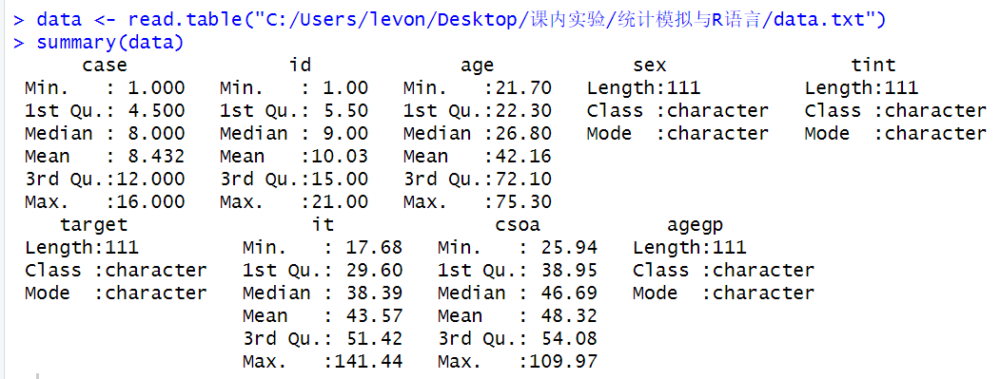 > data <- read.table("C:/Users/levon/Desktop/课内实验/统计模拟与R语言/data.txt")
> summary(data)
      case              id             age            sex                tint
 Min.   : 1.000   Min.   : 1.00   Min.   :21.70   Length:111         Length:111
 1st Qu.: 4.500   1st Qu.: 5.50   1st Qu.:22.30   Class :character   Class :character
 Median : 8.000   Median : 9.00   Median :26.80   Mode  :character   Mode  :character
 Mean   : 8.432   Mean   :10.03   Mean   :42.16
 3rd Qu.:12.000   3rd Qu.:15.00   3rd Qu.:72.10
 Max.   :16.000   Max.   :21.00   Max.   :75.30
    target                it              csoa           agegp
 Length:111         Min.   : 17.68   Min.   : 25.94   Length:111
 Class :character   1st Qu.: 29.60   1st Qu.: 38.95   Class :character
 Mode  :character   Median : 38.39   Median : 46.69   Mode  :character
                    Mean   : 43.57   Mean   : 48.32
                    3rd Qu.: 51.42   3rd Qu.: 54.08
                    Max.   :141.44   Max.   :109.97